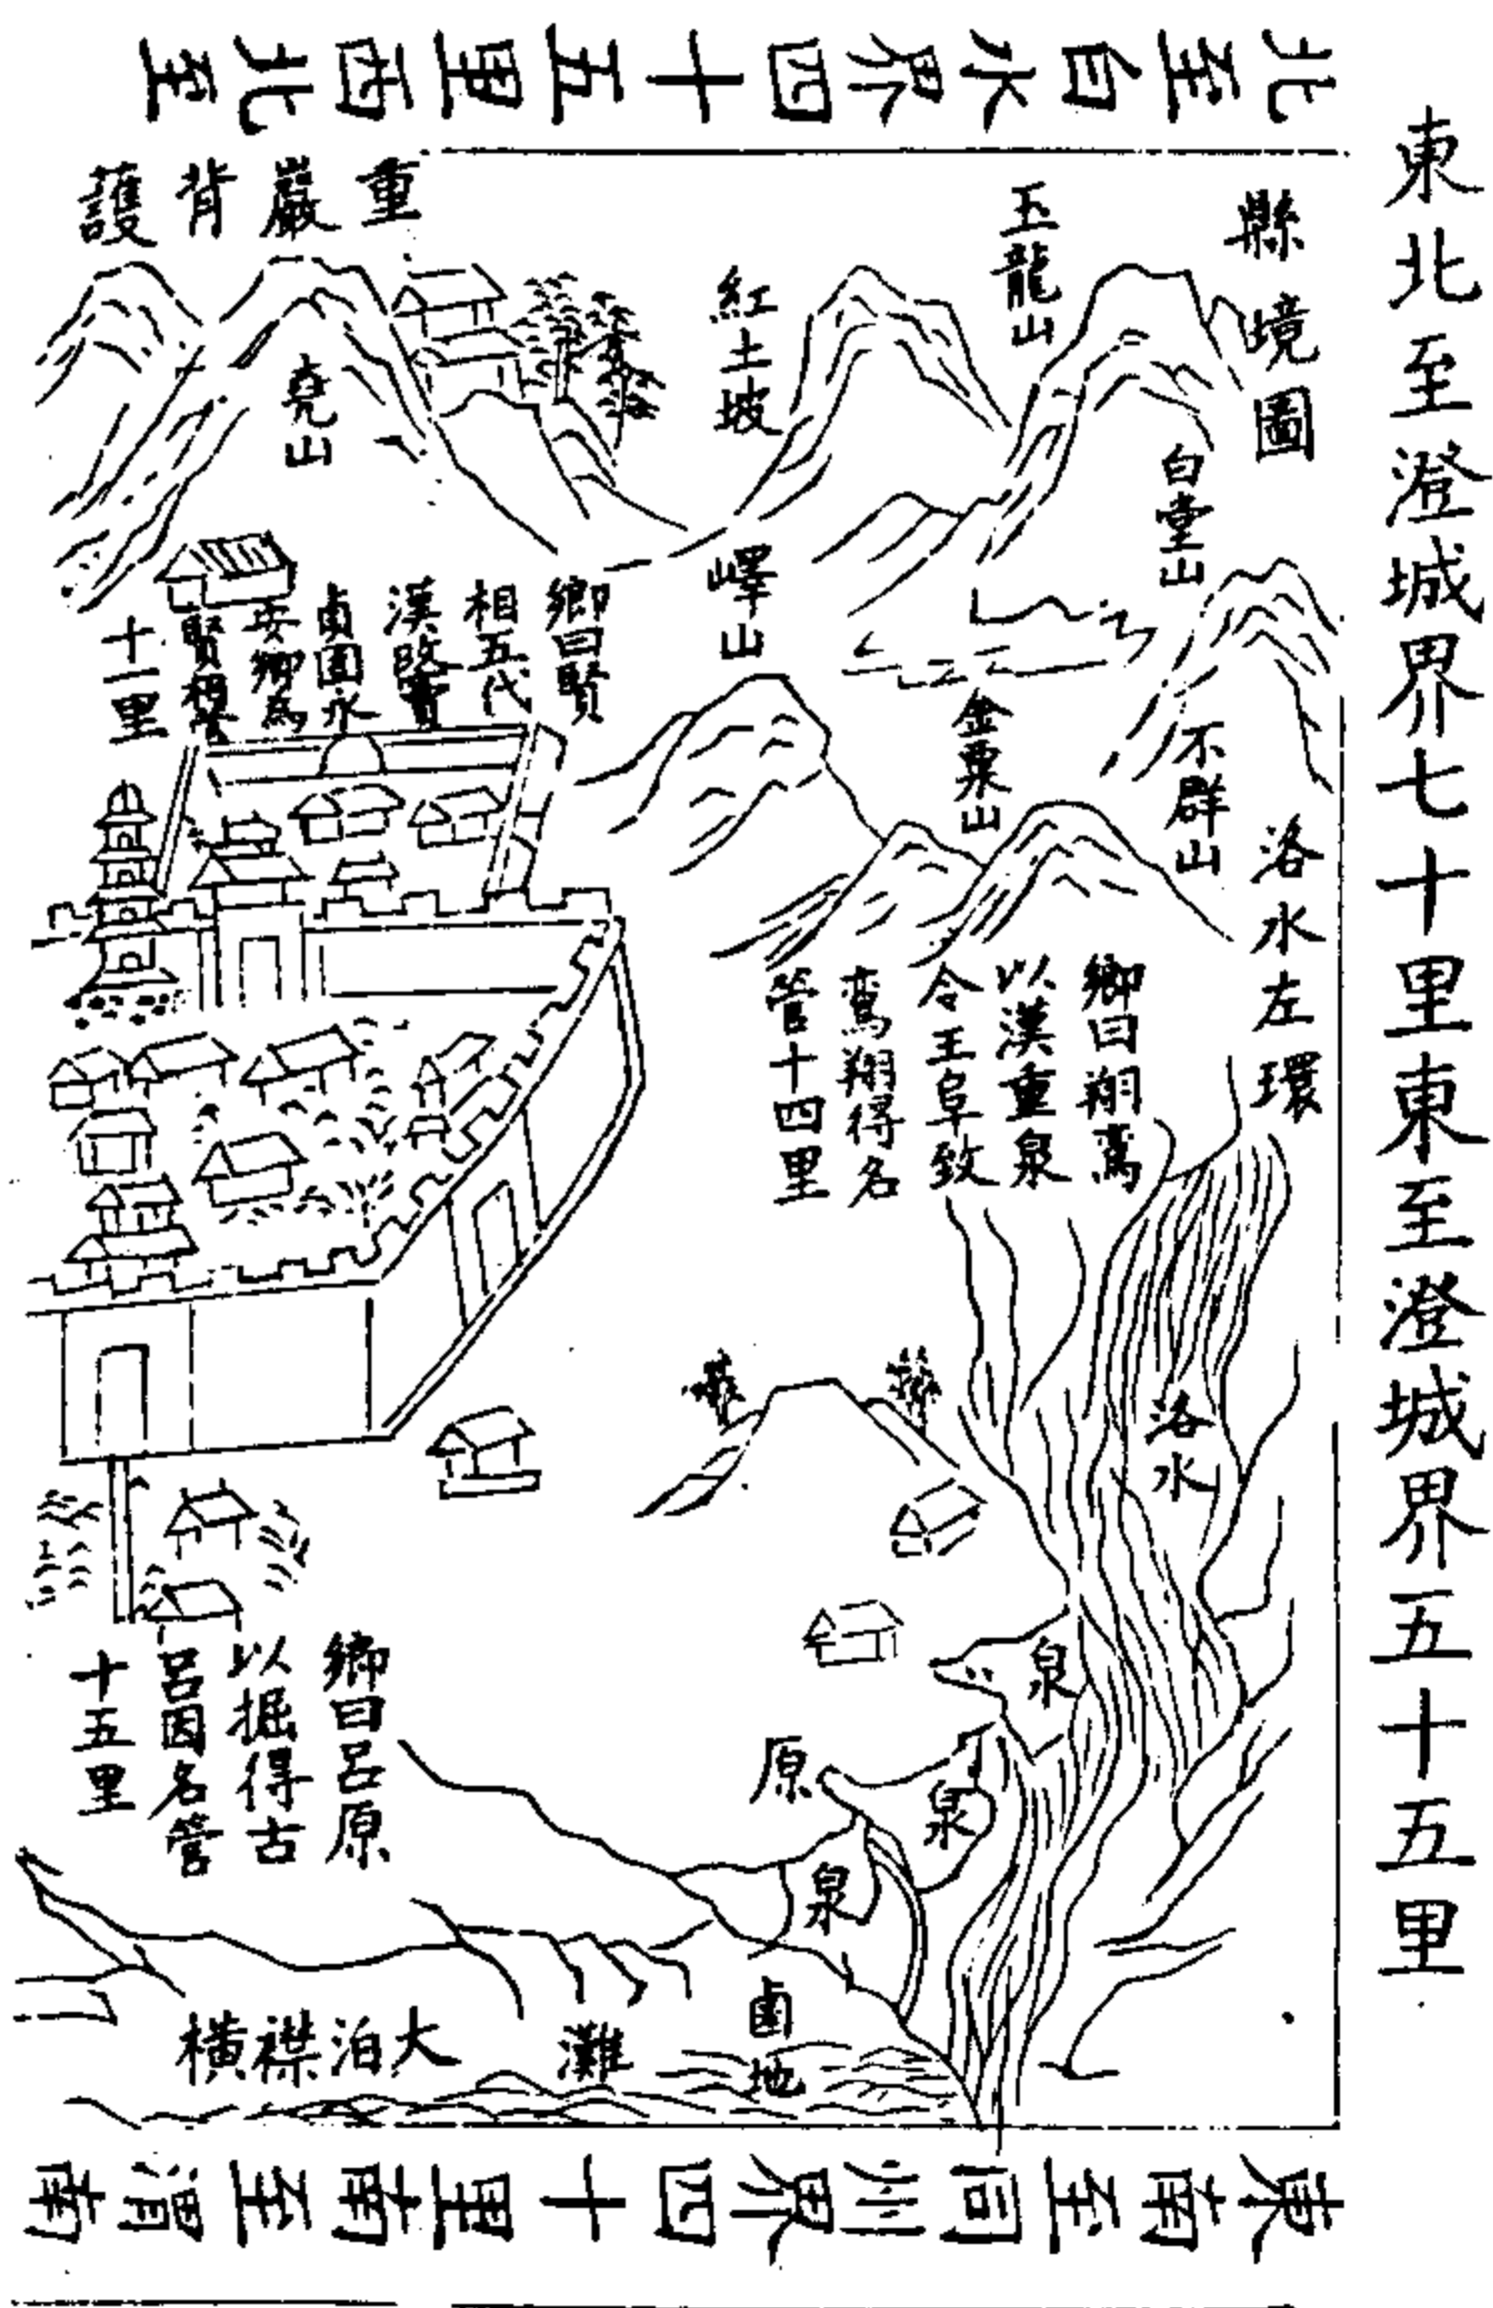 東北至澄城界七十里東至澄城界五十五里
北至白水界四十五里西北至
縣境圖
玉龍山
白堂山
紅土坡
重巖背護
堯山
不群山
洛水左環
金粟山
嶧山
鄉曰賢
相五代
漢改賣
鹵圊永
安鄉為
賢相管
十一里
鄉曰翔鸞
以漢重泉
令王阜致
鸞翔得名
管十四里
洛水
泉
泉
泉
原
鄉曰呂原
以掘得古
呂因名管
十五里
鹵地
灘
大泊襟橫
東南至同州界四十里南至渭南